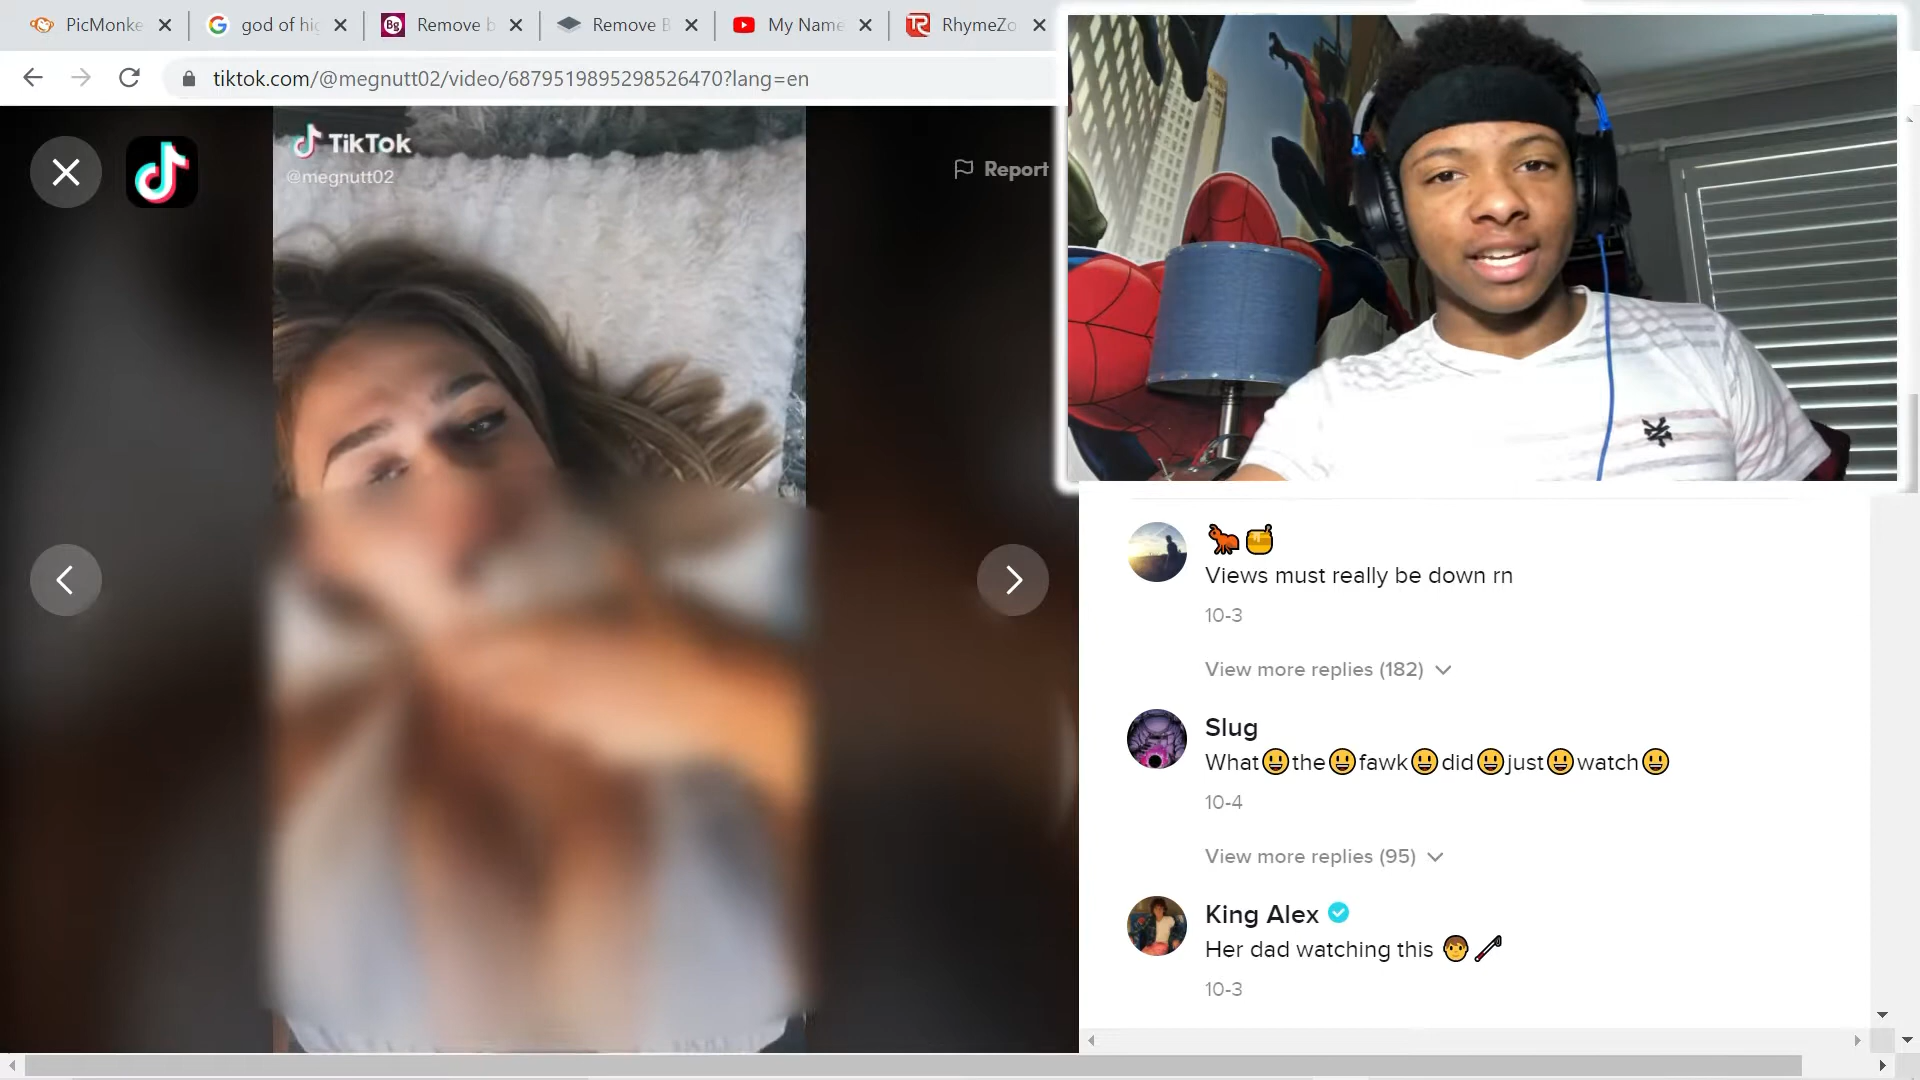 PicMonke
god of hig
Remove b
Remove B
My Name
RhymeZo
tiktok.com/@megnutt02/video/6879519895298526470?lang=en
TikTok
@megnutt02
Report
Views must really be down rn
10-3
View more replies (182)
Slug
What😃the😃fawk😃did😃just😃watch😃
10-4
View more replies (95)
King Alex
Her dad watching this
10-3